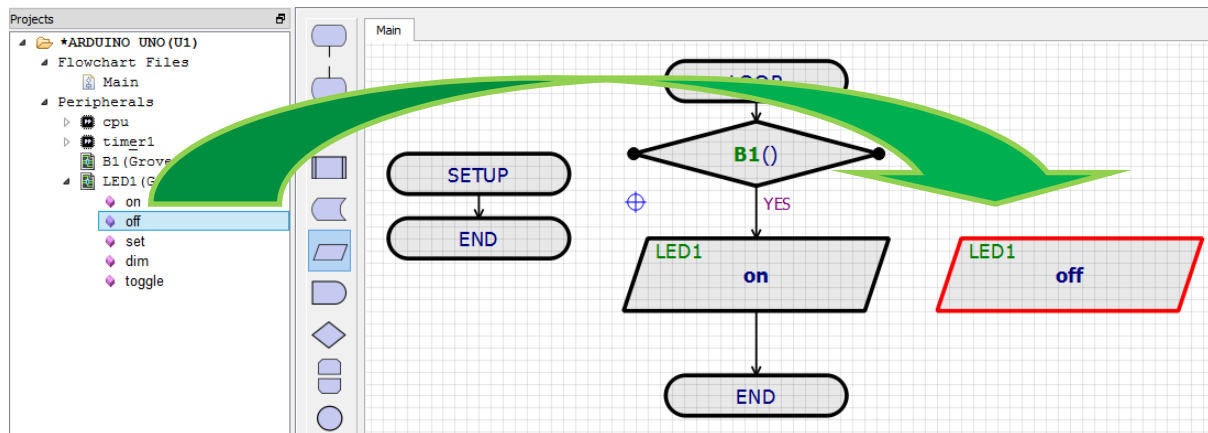 Projects
*ARDUINO UNO(U1)
Flowchart Files
Main
Peripherals
cpu
timer1
B1(Grove
LED1(G
on
off
set
dim
toggle
Main
LOOP
B1()
YES
SETUP
END
LED1
on
LED1
off
END